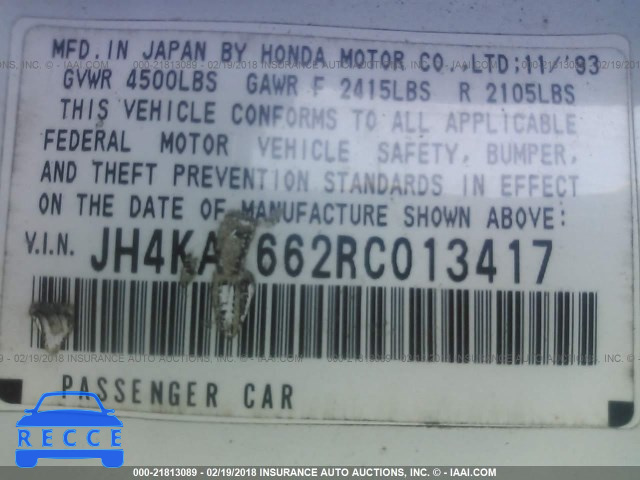 MFD. IN JAPAN BY HONDA MOTOR CO., LTD; 11/ 93
GVWR 4500LBS GAWR F 2415LBS R 2105LBS
THIS VEHICLE CONFORMS TO ALL APPLICABLE
FEDERAL MOTOR VEHICLE SAFETY, BUMPER,
AND THEFT PREVENTION STANDARDS IN EFFECT
ON THE DATE OF MANUFACTURE SHOWN ABOVE:
V.I.N. JH4KA 662RC013417
PASSENGER CAR
RECCE
000-21813089 - 02/19/2018 INSURANCE AUTO AUCTIONS, INC. - © IAAI.COM